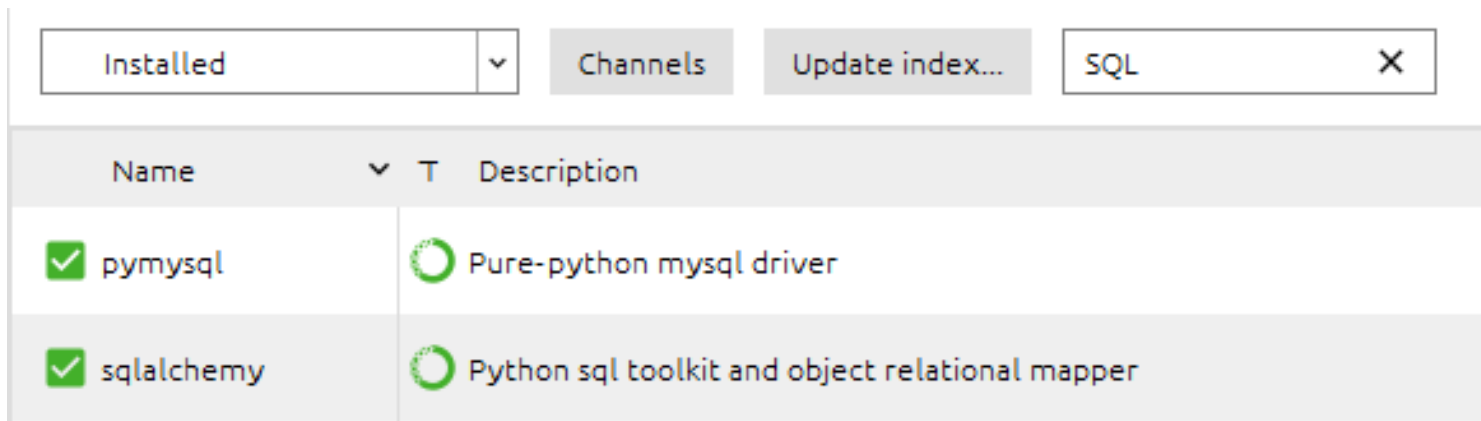 Installed Channels Update index... SQL
Name T Description
pymysql Pure-python mysql driver
sqlalchemy Python sql toolkit and object relational mapper